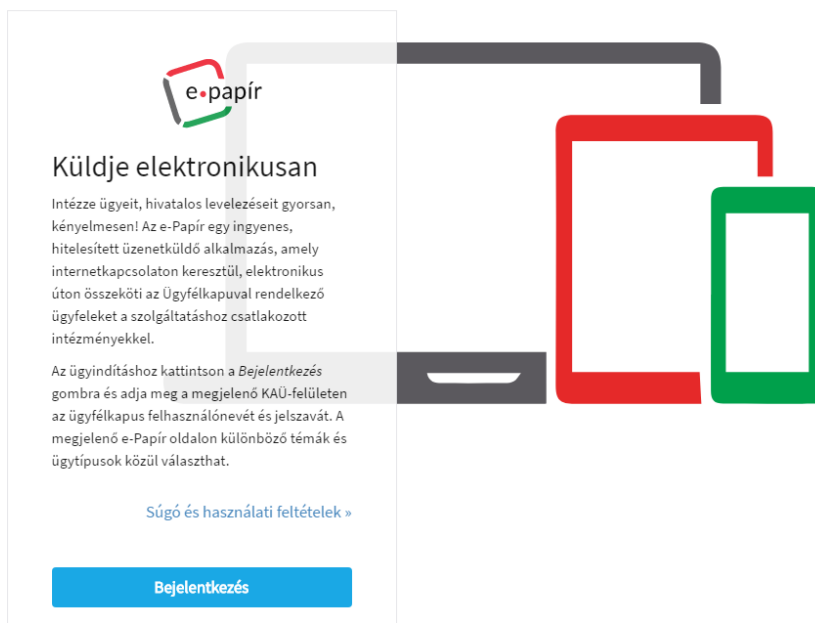 e•papír
Küldje elektronikusan
Intézze ügyeit, hivatalos levelezéseit gyorsan,
kényelmesen! Az e-Papír egy ingyenes,
hitelesített üzenetküldő alkalmazás, amely
internetkapcsolaton keresztül, elektronikus
úton összeköti az Ügyfélkapuval rendelkező
ügyfeleket a szolgáltatáshoz csatlakozott
intézményekkel.
Az ügyindításhoz kattintson a Bejelentkezés
gombra és adja meg a megjelenő KAÜ-felületen
az ügyfélkapus felhasználónevét és jelszavát. A
megjelenő e-Papír oldalon különböző témák és
ügytípusok közül választhat.
Súgó és használati feltételek »
Bejelentkezés